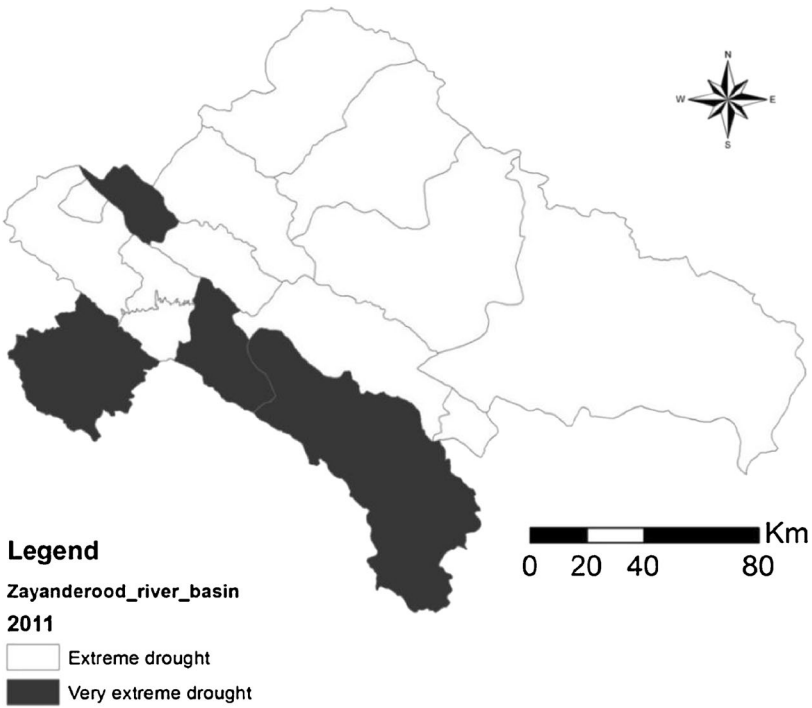 N
W E
S
Km
0 20 40 80
Legend
Zayanderood_river_basin
2011
Extreme drought
Very extreme drought